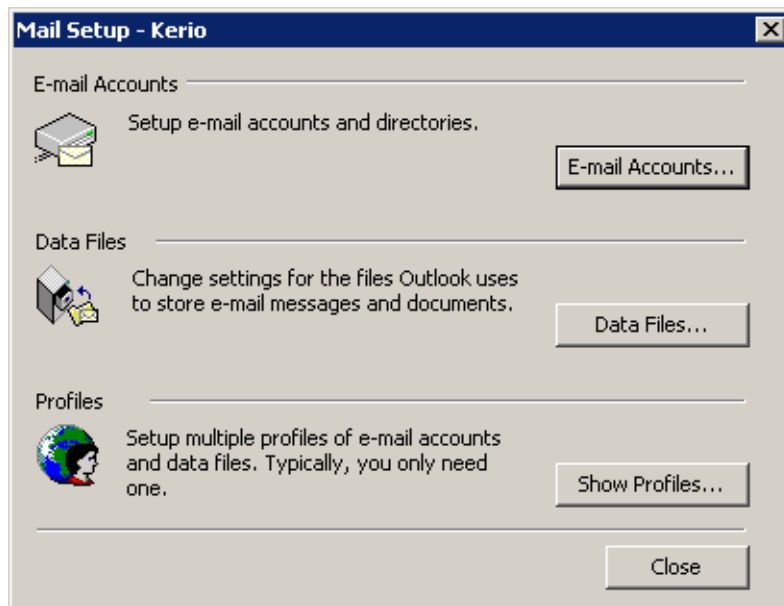 Mail Setup - Kerio
E-mail Accounts
Setup e-mail accounts and directories.
E-mail Accounts...
Data Files
Change settings for the files Outlook uses
to store e-mail messages and documents.
Data Files...
Profiles
Setup multiple profiles of e-mail accounts
and data files. Typically, you only need
one.
Show Profiles...
Close